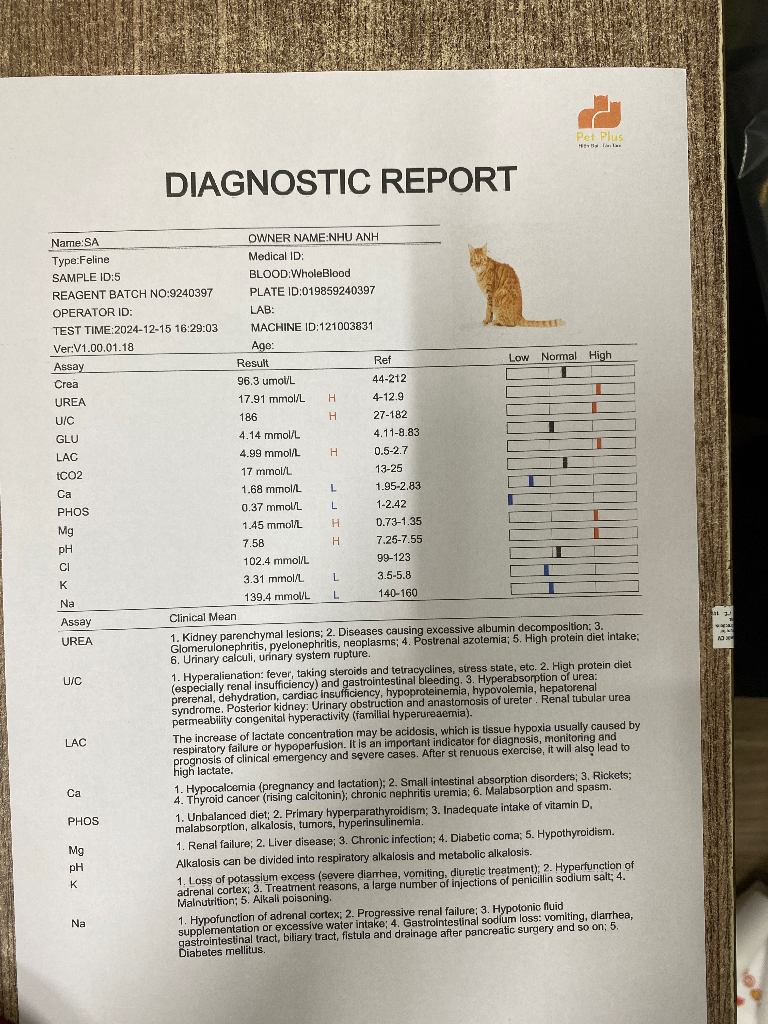 Pet Plus
DIAGNOSTIC REPORT
Name:SA OWNER NAME:NHU ANH
Type:Feline Medical ID:
SAMPLE ID:5 BLOOD:WholeBlood
REAGENT BATCH NO:9240397 PLATE ID:019859240397
OPERATOR ID: LAB:
TEST TIME:2024-12-15 16:29:03 MACHINE ID:121003831
Ver:V1.00.01.18 Age:
Assay Result Ref Low Normal High
Crea 96.3 umol/L 44-212
UREA 17.91 mmol/L H 4-12.9
U/C 186 H 27-182
GLU 4.14 mmol/L 4.11-8.83
LAC 4.99 mmol/L H 0.5-2.7
tCO2 17 mmol/L 13-25
Ca 1.68 mmol/L L 1.95-2.83
PHOS 0.37 mmol/L L 1-2.42
Mg 1.45 mmol/L H 0.73-1.35
pH 7.58 H 7.25-7.55
Cl 102.4 mmol/L 99-123
K 3.31 mmol/L L 3.5-5.8
Na 139.4 mmol/L L 140-160
Assay Clinical Mean
UREA 1. Kidney parenchymal lesions; 2. Diseases causing excessive albumin decomposition; 3.
Glomerulonephritis, pyelonephritis, neoplasms; 4. Postrenal azotemia; 5. High protein diet intake;
6. Urinary calculi, urinary system rupture.
U/C 1. Hyperalienation: fever, taking steroids and tetracyclines, stress state, etc. 2. High protein diet
(especially renal insufficiency) and gastrointestinal bleeding. 3. Hyperabsorption of urea:
prerenal, dehydration, cardiac insufficiency, hypoproteinemia, hypovolemia, hepatorenal
syndrome. Posterior kidney: Urinary obstruction and anastomosis of ureter . Renal tubular urea
permeability congenital hyperactivity (familial hyperureaemia).
LAC The increase of lactate concentration may be acidosis, which is tissue hypoxia usually caused by
respiratory failure or hypoperfusion. It is an important indicator for diagnosis, monitoring and
prognosis of clinical emergency and severe cases. After st renuous exercise, it will also lead to
high lactate.
Ca 1. Hypocalcemia (pregnancy and lactation); 2. Small intestinal absorption disorders; 3. Rickets;
4. Thyroid cancer (rising calcitonin); chronic nephritis uremia; 6. Malabsorption and spasm.
PHOS 1. Unbalanced diet; 2. Primary hyperparathyroidism; 3. Inadequate intake of vitamin D,
malabsorption, alkalosis, tumors, hyperinsulinemia.
Mg 1. Renal failure; 2. Liver disease; 3. Chronic infection; 4. Diabetic coma; 5. Hypothyroidism.
pH Alkalosis can be divided into respiratory alkalosis and metabolic alkalosis.
K 1. Loss of potassium excess (severe diarrhea, vomiting, diuretic treatment); 2. Hyperfunction of
adrenal cortex; 3. Treatment reasons, a large number of injections of penicillin sodium salt; 4.
Malnutrition; 5. Alkali poisoning.
Na 1. Hypofunction of adrenal cortex; 2. Progressive renal failure; 3. Hypotonic fluid
supplementation or excessive water intake; 4. Gastrointestinal sodium loss: vomiting, diarrhea,
gastrointestinal tract, biliary tract, fistula and drainage after pancreatic surgery and so on; 5.
Diabetes mellitus.